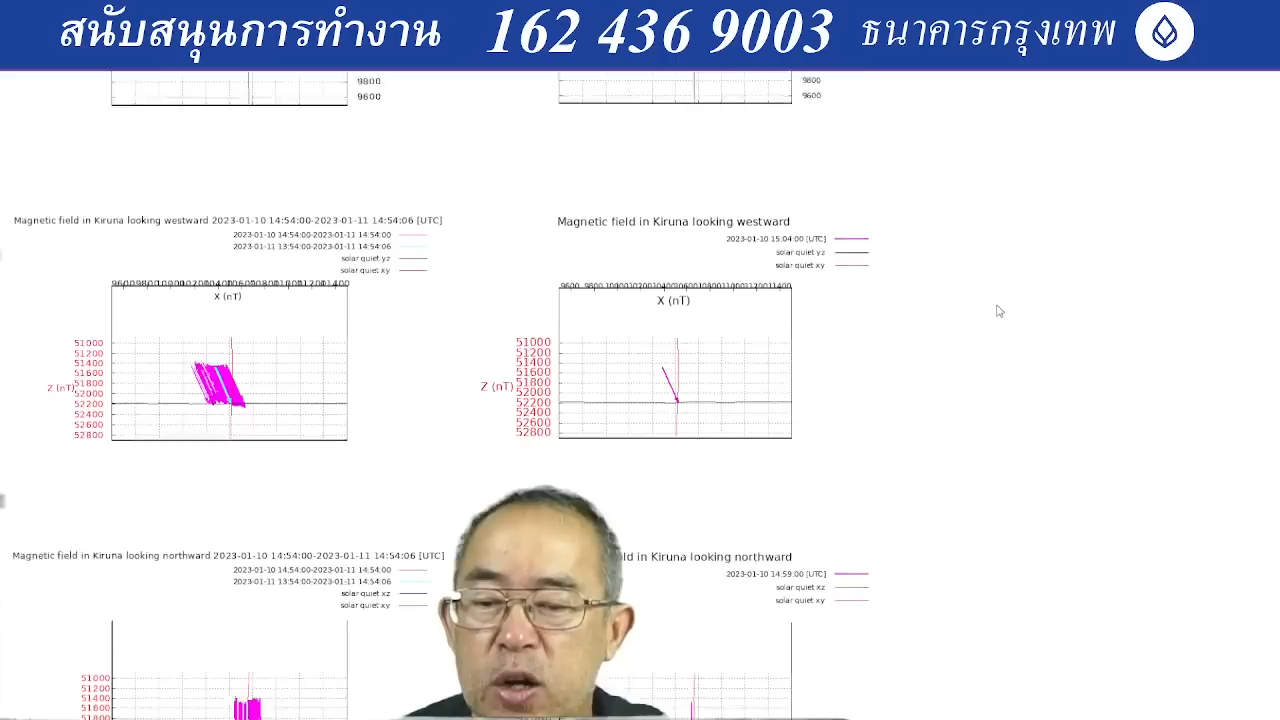 สนับสนุนการทำงาน 162 436 9003 ธนาคารกรุงเทพ
9800
9600
9800
9600
Magnetic field in Kiruna looking westward 2023-01-10 14:54:00-2023-01-11 14:54:06 [UTC]
2023-01-10 14:54:00-2023-01-11 14:54:00
2023-01-11 13:54:00-2023-01-11 14:54:06
solar quiet yz
solar quiet xy
X (nT)
51000
51200
51400
51600
51800
52000
52200
52400
52600
52800
Z (nT)
Magnetic field in Kiruna looking westward
2023-01-10 15:04:00 [UTC]
solar quiet yz
solar quiet xy
X (nT)
51000
51200
51400
51600
51800
52000
52200
52400
52600
52800
Z (nT)
Magnetic field in Kiruna looking northward 2023-01-10 14:54:00-2023-01-11 14:54:06 [UTC]
2023-01-10 14:54:00-2023-01-11 14:54:00
2023-01-11 13:54:00-2023-01-11 14:54:06
solar quiet xz
solar quiet xy
51000
51200
51400
51600
51800
ld in Kiruna looking northward
2023-01-10 14:59:00 [UTC]
solar quiet xz
solar quiet xy